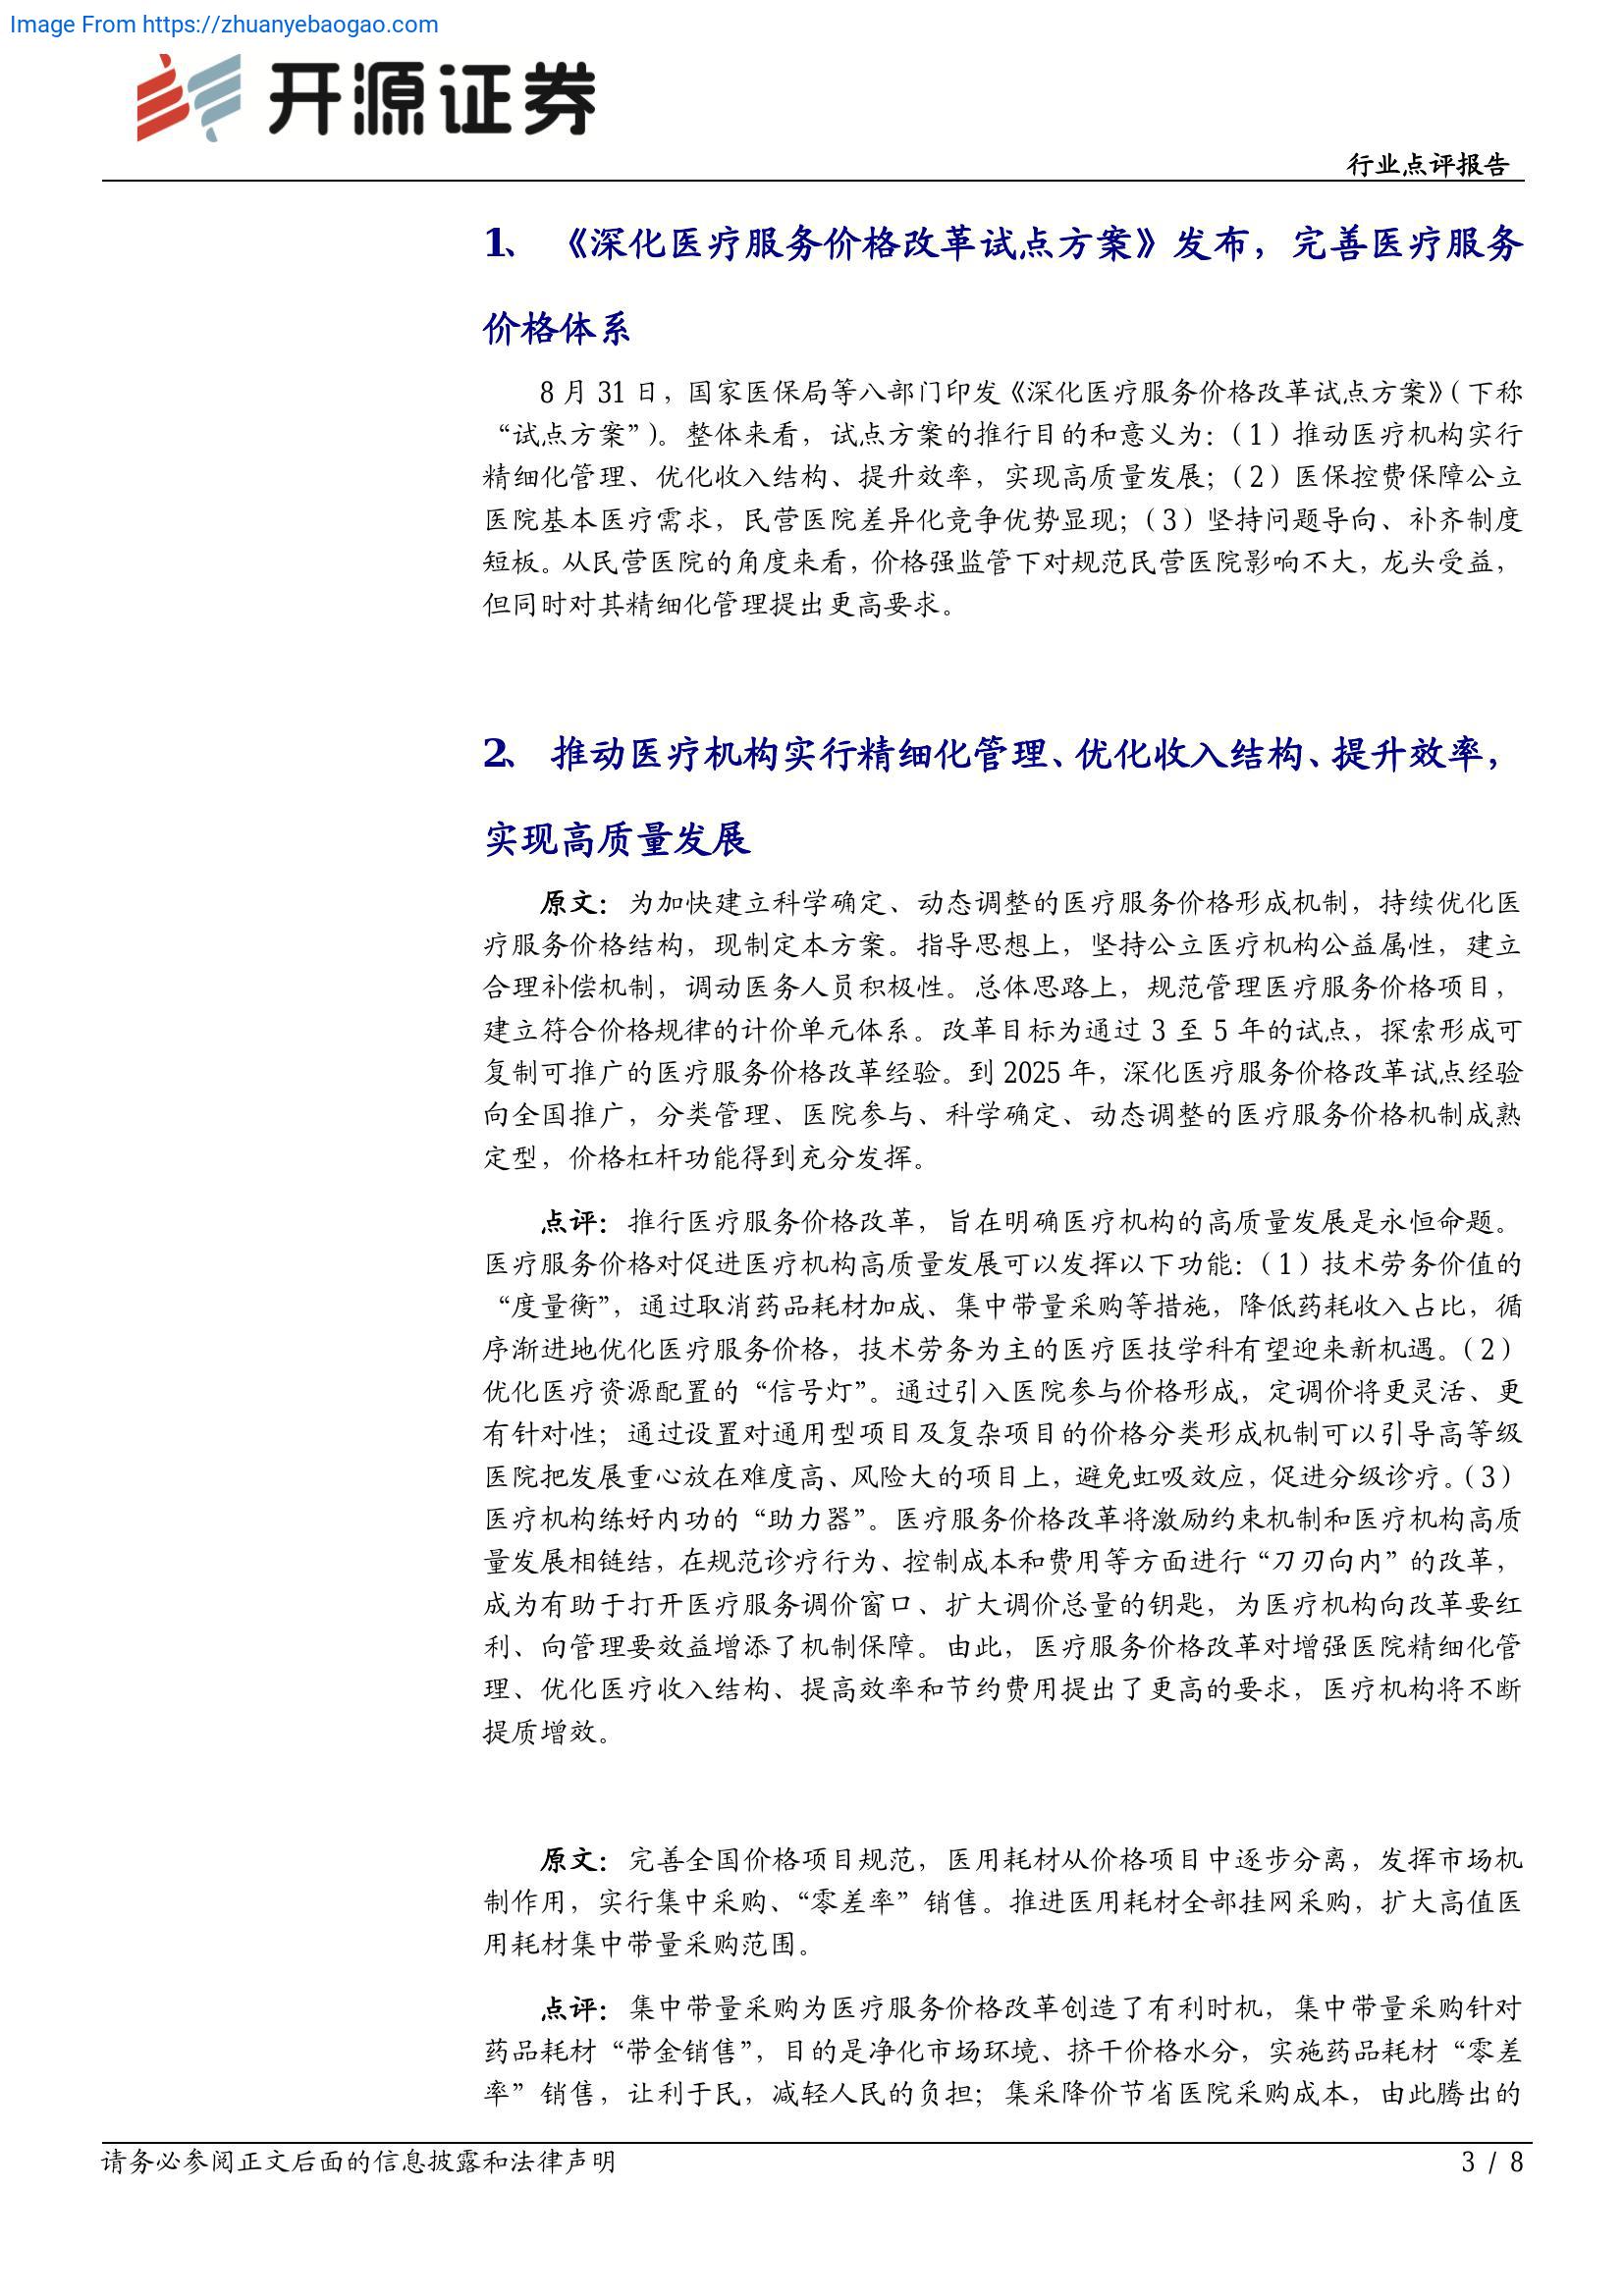 Image From https://zhuanyebaogao.com
开源证券
行业点评报告
1、 《深化医疗服务价格改革试点方案》发布，完善医疗服务
价格体系
8 月 31 日，国家医保局等八部门印发《深化医疗服务价格改革试点方案》（下称
“试点方案”）。整体来看，试点方案的推行目的和意义为：（1）推动医疗机构实行
精细化管理、优化收入结构、提升效率，实现高质量发展；（2）医保控费保障公立
医院基本医疗需求，民营医院差异化竞争优势显现；（3）坚持问题导向、补齐制度
短板。从民营医院的角度来看，价格强监管下对规范民营医院影响不大，龙头受益，
但同时对其精细化管理提出更高要求。
2、 推动医疗机构实行精细化管理、优化收入结构、提升效率，
实现高质量发展
原文：为加快建立科学确定、动态调整的医疗服务价格形成机制，持续优化医
疗服务价格结构，现制定本方案。指导思想上，坚持公立医疗机构公益属性，建立
合理补偿机制，调动医务人员积极性。总体思路上，规范管理医疗服务价格项目，
建立符合价格规律的计价单元体系。改革目标为通过 3 至 5 年的试点，探索形成可
复制可推广的医疗服务价格改革经验。到 2025 年，深化医疗服务价格改革试点经验
向全国推广，分类管理、医院参与、科学确定、动态调整的医疗服务价格机制成熟
定型，价格杠杆功能得到充分发挥。
点评：推行医疗服务价格改革，旨在明确医疗机构的高质量发展是永恒命题。
医疗服务价格对促进医疗机构高质量发展可以发挥以下功能：（1）技术劳务价值的
“度量衡”，通过取消药品耗材加成、集中带量采购等措施，降低药耗收入占比，循
序渐进地优化医疗服务价格，技术劳务为主的医疗医技学科有望迎来新机遇。（2）
优化医疗资源配置的“信号灯”。通过引入医院参与价格形成，定调价将更灵活、更
有针对性；通过设置对通用型项目及复杂项目的价格分类形成机制可以引导高等级
医院把发展重心放在难度高、风险大的项目上，避免虹吸效应，促进分级诊疗。（3）
医疗机构练好内功的“助力器”。医疗服务价格改革将激励约束机制和医疗机构高质
量发展相链结，在规范诊疗行为、控制成本和费用等方面进行“刀刃向内”的改革，
成为有助于打开医疗服务调价窗口、扩大调价总量的钥匙，为医疗机构向改革要红
利、向管理要效益增添了机制保障。由此，医疗服务价格改革对增强医院精细化管
理、优化医疗收入结构、提高效率和节约费用提出了更高的要求，医疗机构将不断
提质增效。
原文：完善全国价格项目规范，医用耗材从价格项目中逐步分离，发挥市场机
制作用，实行集中采购、“零差率”销售。推进医用耗材全部挂网采购，扩大高值医
用耗材集中带量采购范围。
点评：集中带量采购为医疗服务价格改革创造了有利时机，集中带量采购针对
药品耗材“带金销售”，目的是净化市场环境、挤干价格水分，实施药品耗材“零差
率”销售，让利于民，减轻人民的负担；集采降价节省医院采购成本，由此腾出的
请务必参阅正文后面的信息披露和法律声明
3 / 8